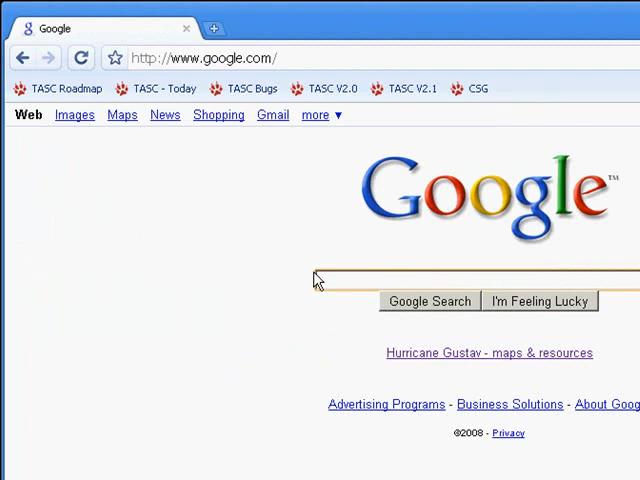 Google
http://www.google.com/
TASC Roadmap TASC - Today TASC Bugs TASC V2.0 TASC V2.1 CSG
Web Images Maps News Shopping Gmail more ▼
Google™
Google Search I'm Feeling Lucky
Hurricane Gustav - maps & resources
Advertising Programs - Business Solutions - About Goog
©2008 - Privacy